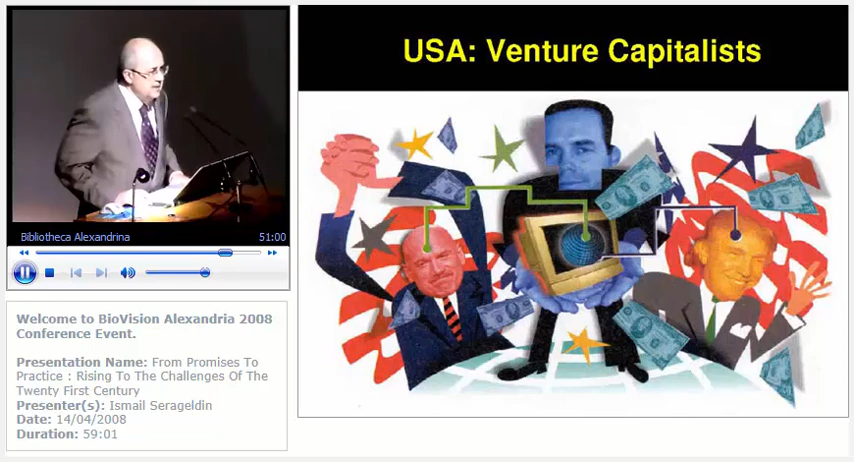 USA: Venture Capitalists
Bibliotheca Alexandrina 51:00
Welcome to BioVision Alexandria 2008
Conference Event.
Presentation Name: From Promises To
Practice : Rising To The Challenges Of The
Twenty First Century
Presenter(s): Ismail Serageldin
Date: 14/04/2008
Duration: 59:01